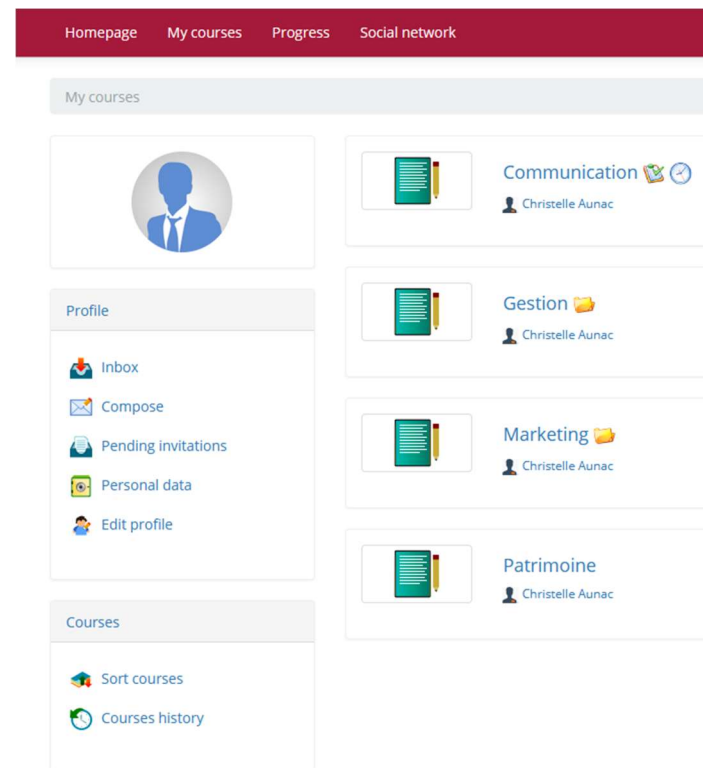 Homepage My courses Progress Social network
My courses
Profile
Inbox
Compose
Pending invitations
Personal data
Edit profile
Courses
Sort courses
Courses history
Communication
Christelle Aunac
Gestion
Christelle Aunac
Marketing
Christelle Aunac
Patrimoine
Christelle Aunac